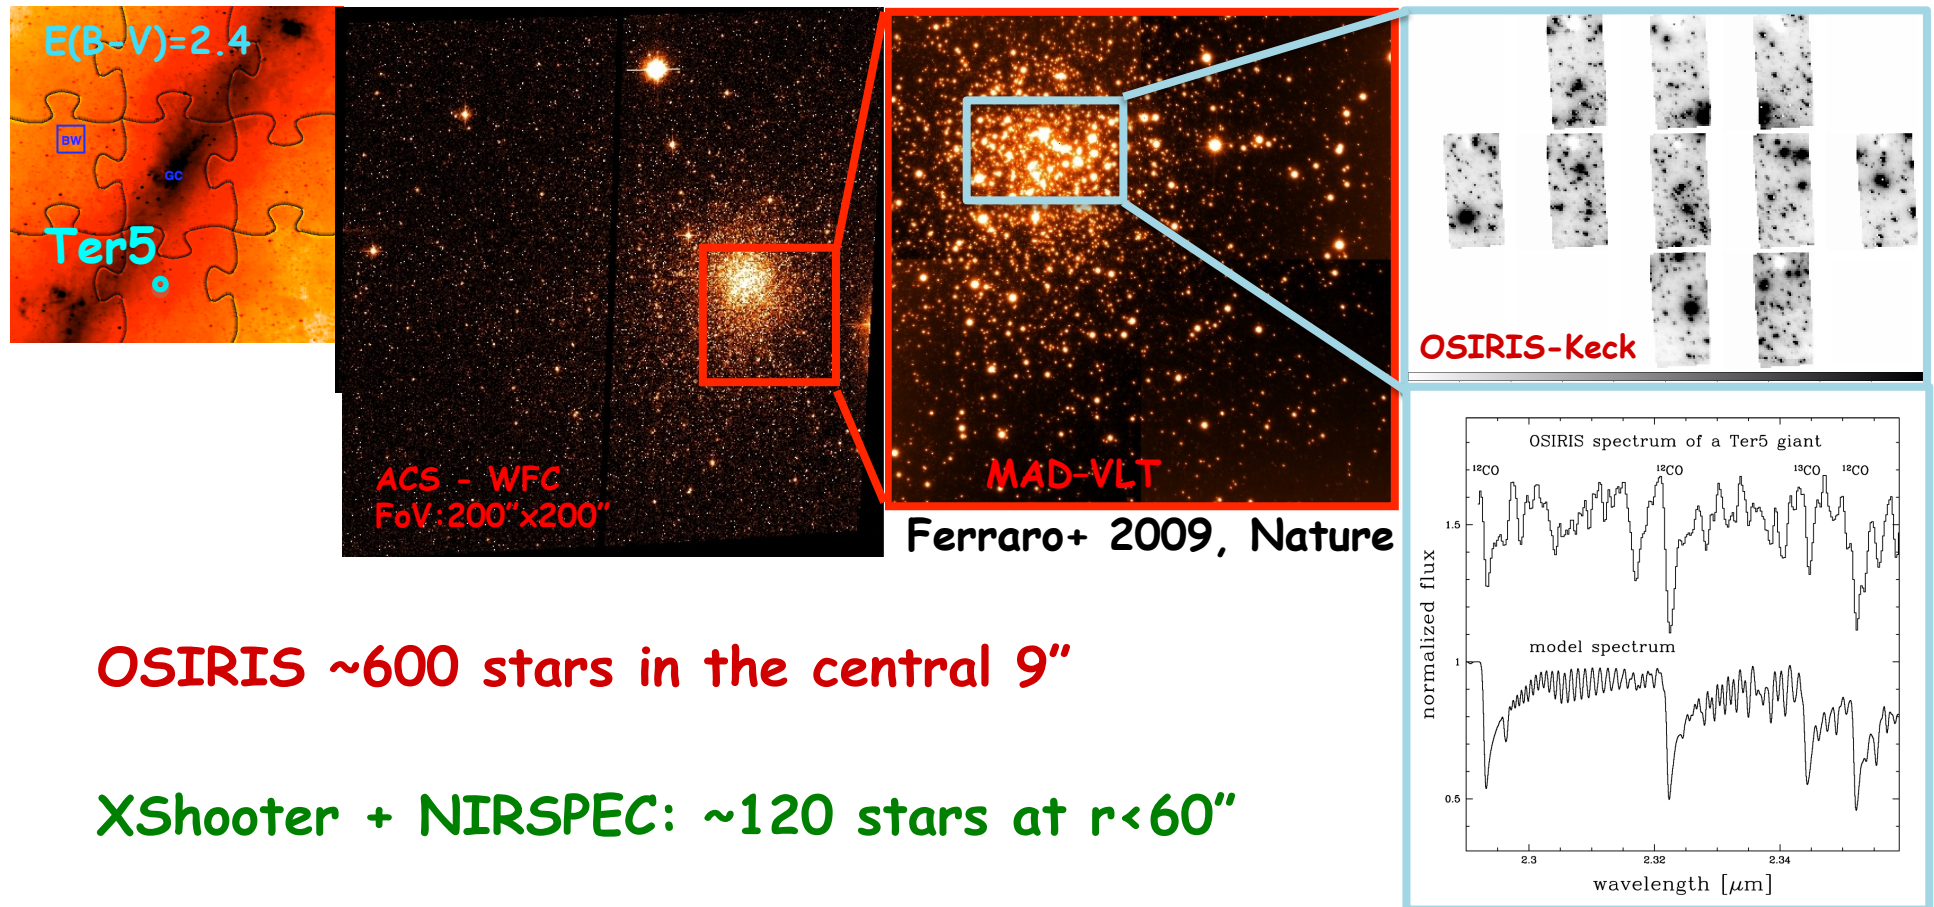 E(B-V)=2.4
BW
GC
Ter5
ACS - WFC
FoV:200”x200”
MAD-VLT
Ferraro+ 2009, Nature
OSIRIS-Keck
OSIRIS spectrum of a Ter5 giant
¹²CO ¹²CO ¹³CO ¹²CO
1.5
model spectrum
1
0.5
normalized flux
2.3 2.32 2.34
wavelength [μm]
OSIRIS ~600 stars in the central 9”
XShooter + NIRSPEC: ~120 stars at r<60”